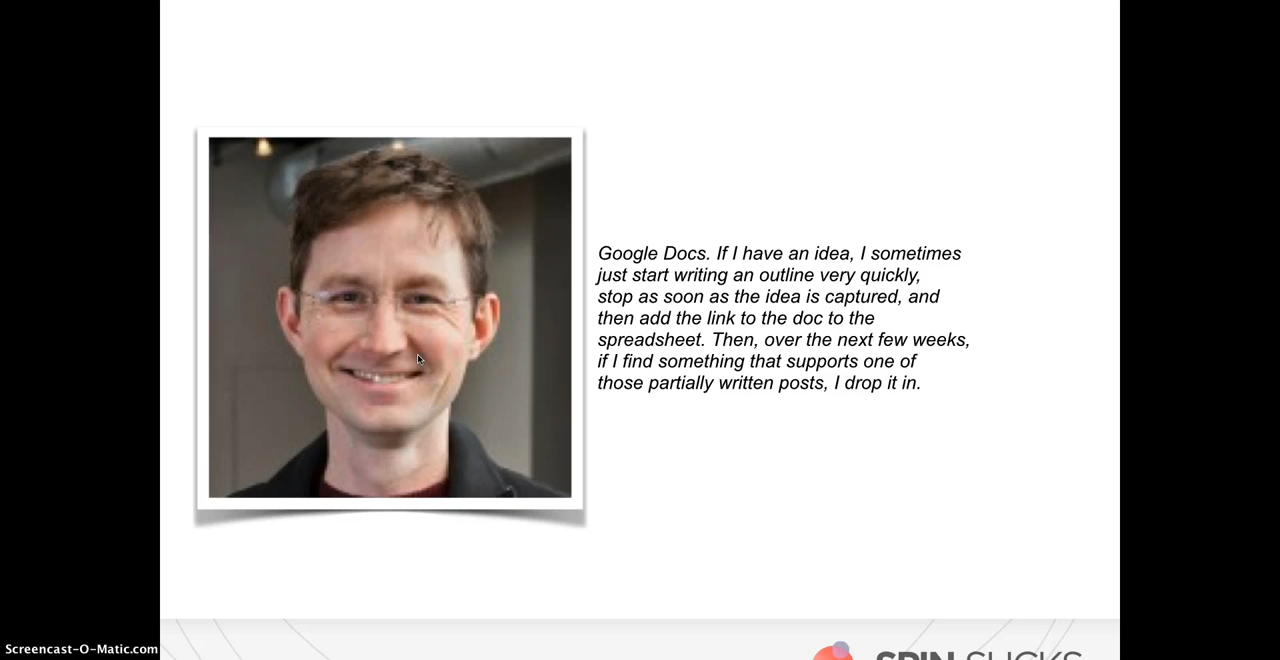 Google Docs. If I have an idea, I sometimes
just start writing an outline very quickly,
stop as soon as the idea is captured, and
then add the link to the doc to the
spreadsheet. Then, over the next few weeks,
if I find something that supports one of
those partially written posts, I drop it in.
Screencast-O-Matic.com
SPIN SUCKS